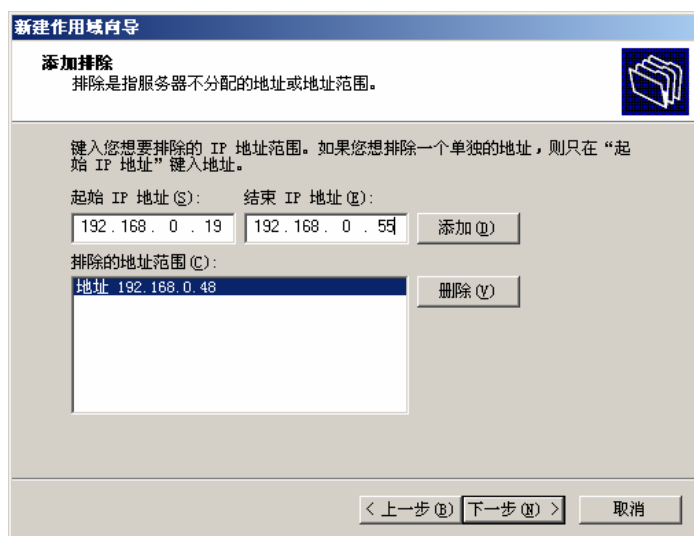 新建作用域向导
添加排除
排除是指服务器不分配的地址或地址范围。
键入您想要排除的 IP 地址范围。如果您想排除一个单独的地址，则只在“起
始 IP 地址”键入地址。
起始 IP 地址(S): 结束 IP 地址(E):
192.168. 0 . 19 192.168. 0 . 55 添加(D)
排除的地址范围(C):
地址 192.168.0.48 删除(V)
< 上一步(B) 下一步(N) > 取消